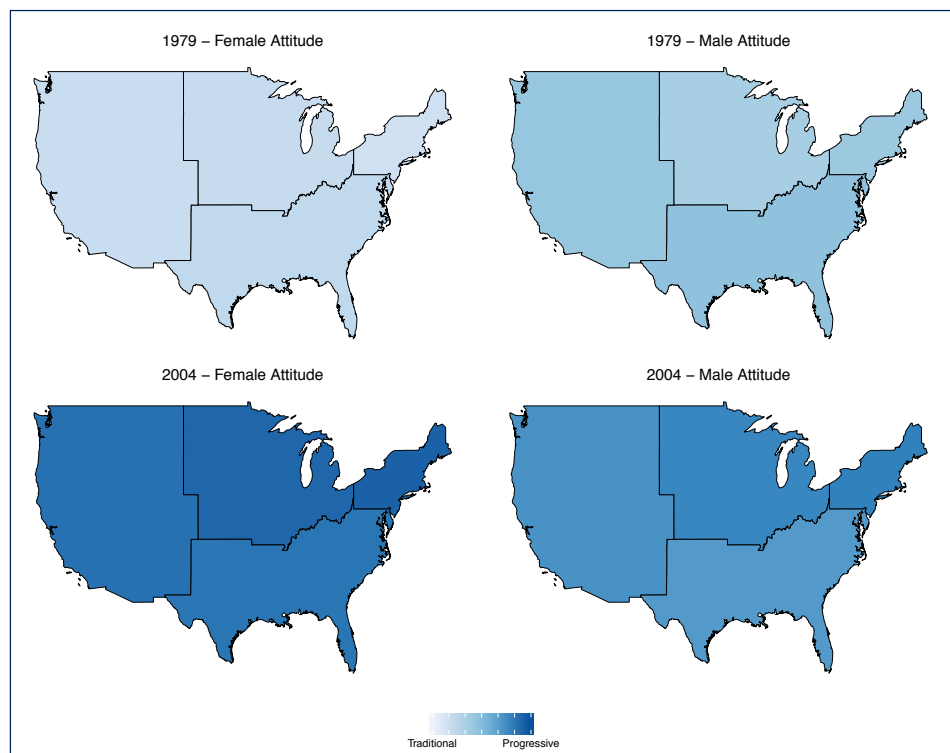 1979 – Female Attitude
1979 – Male Attitude
2004 – Female Attitude
2004 – Male Attitude
Traditional
Progressive